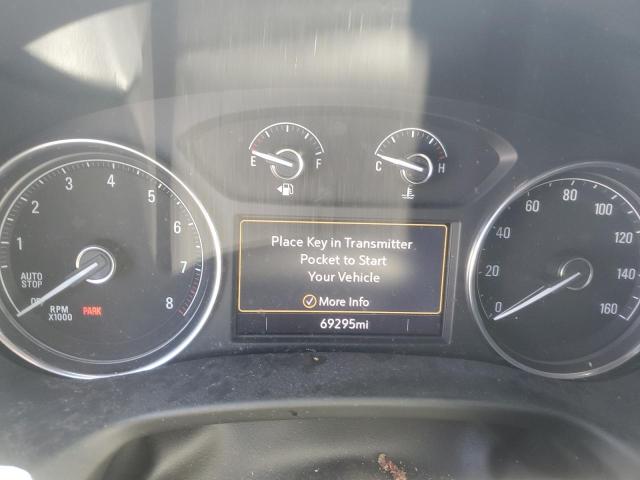 E F
C H
1 2 3 4 5 6 7 8
AUTO
STOP
RPM
X1000
PARK
Place Key in Transmitter
Pocket to Start
Your Vehicle
More Info
69295mi
0 20 40 60 80 100 120 140 160